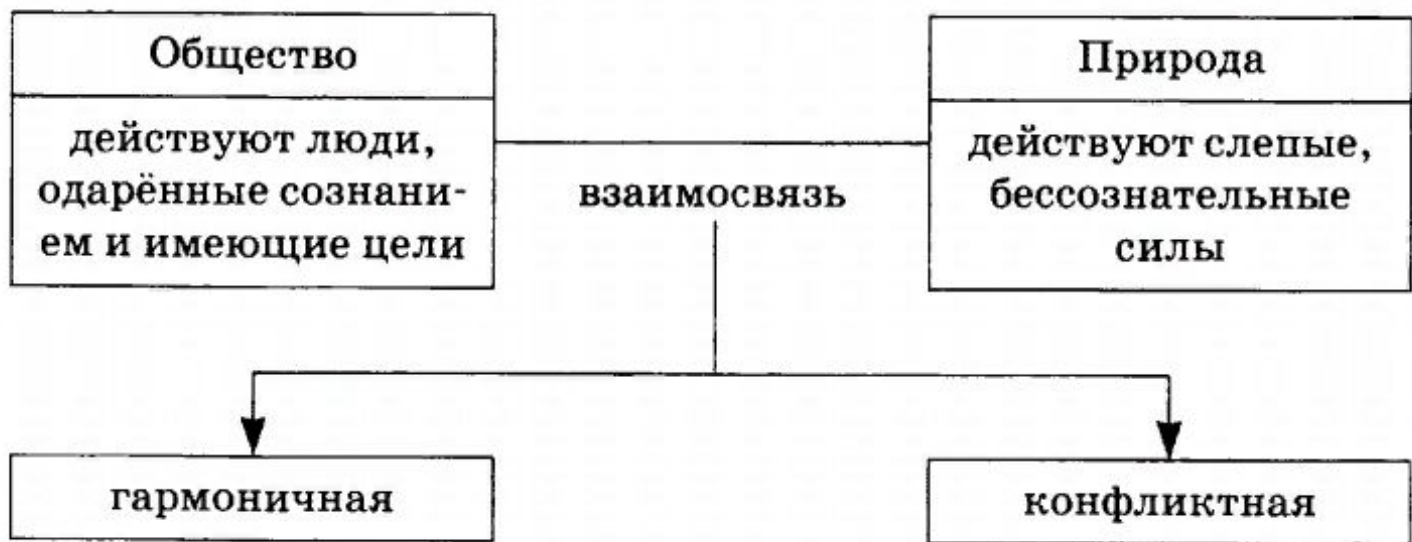 Общество
действуют люди,
одарённые сознани-
ем и имеющие цели
взаимосвязь
Природа
действуют слепые,
бессознательные
силы
гармоничная
конфликтная